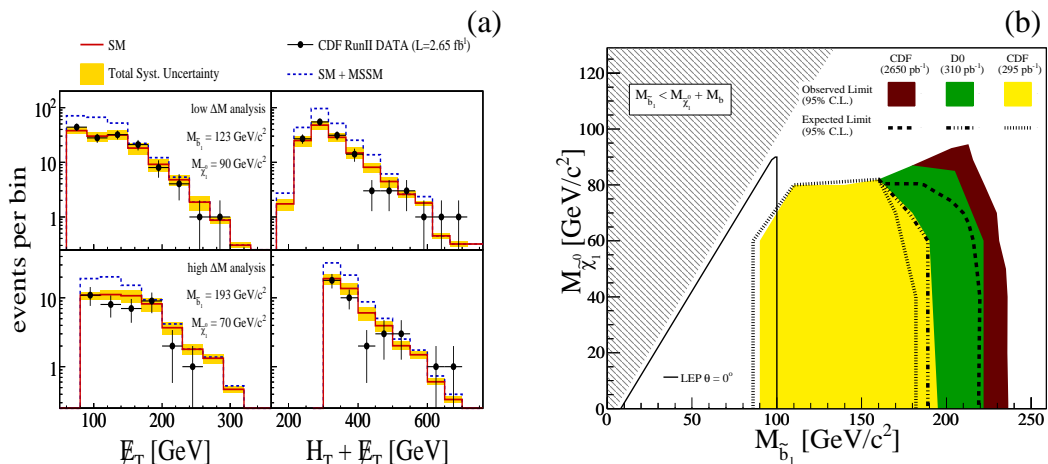 (a)
SM
CDF RunII DATA (L=2.65 fb⁻¹)
Total Syst. Uncertainty
SM + MSSM
events per bin
10²
10
1
low ΔM analysis
M_b̃₁ = 123 GeV/c²
M_χ̃₁⁰ = 90 GeV/c²
10
1
high ΔM analysis
M_b̃₁ = 193 GeV/c²
M_χ̃₁⁰ = 70 GeV/c²
100 200 300
200 400 600
E̸_T [GeV]
H_T + E̸_T [GeV]
(b)
M_χ̃₁⁰ [GeV/c²]
120
100
80
60
40
20
0
M_b̃₁ < M_χ̃₁⁰ + M_b
CDF D0 CDF
(2650 pb⁻¹) (310 pb⁻¹) (295 pb⁻¹)
Observed Limit
(95% C.L.)
Expected Limit
(95% C.L.)
LEP θ = 0°
0 50 100 150 200 250
M_b̃₁ [GeV/c²]